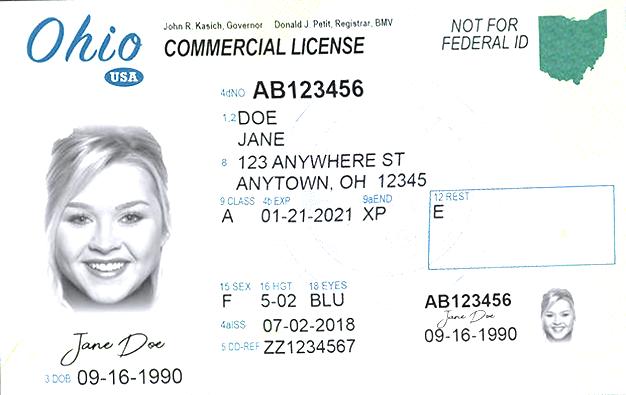 Ohio
USA
John R. Kasich, Governor Donald J. Petit, Registrar, BMV
COMMERCIAL LICENSE
NOT FOR
FEDERAL ID
4dNO AB123456
1,2 DOE
JANE
8 123 ANYWHERE ST
ANYTOWN, OH 12345
9 CLASS 4b EXP 9aEND 12 REST
A 01-21-2021 XP E
15 SEX 16 HGT 18 EYES
F 5-02 BLU
4aISS 07-02-2018
5 CD-REF ZZ1234567
AB123456
Jane Doe
09-16-1990
Jane Doe
3 DOB 09-16-1990